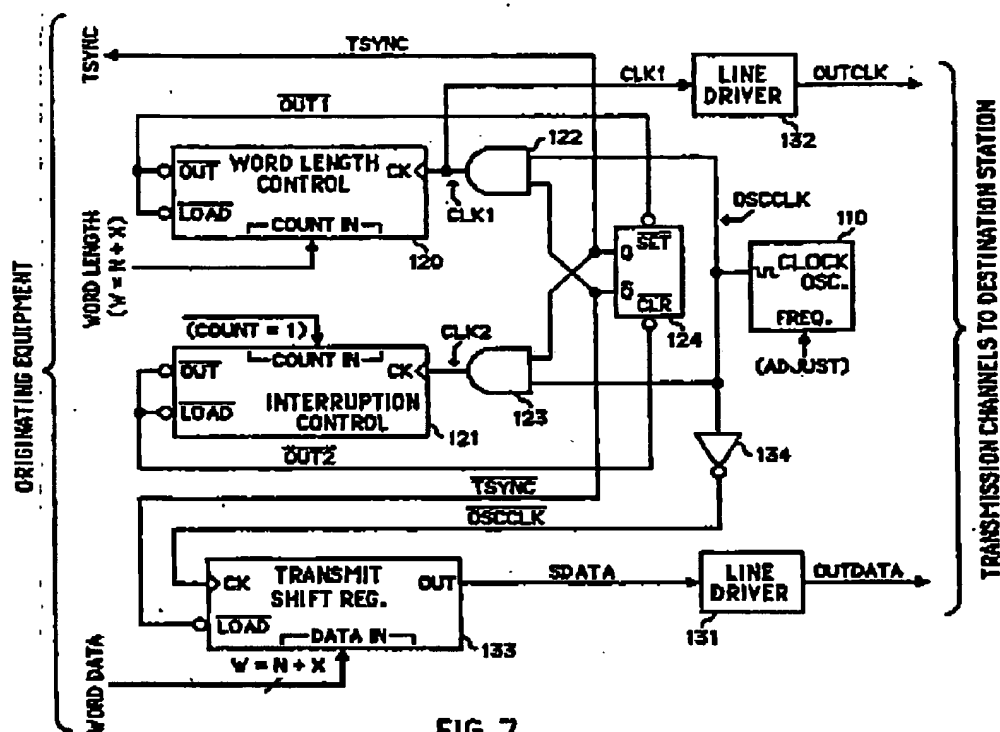 TSYNC
TSYNC
CLK1
LINE DRIVER
OUTCLK
132
OUT1
122
OUT
WORD LENGTH CONTROL
CK
LOAD
COUNT IN
CLK1
120
OSCCLK
110
Q
SET
Q
CLR
124
CLOCK OSC.
FREQ.
(ADJUST)
WORD LENGTH
(W = N + X)
(COUNT = 1)
CLK2
COUNT IN
OUT
CK
LOAD
INTERRUPTION CONTROL
121
123
OUT2
134
TSYNC
OSCCLK
CK
TRANSMIT SHIFT REG.
OUT
LOAD
DATA IN
133
SDATA
LINE DRIVER
OUTDATA
131
W = N + X
WORD DATA
ORIGINATING EQUIPMENT
TRANSMISSION CHANNELS TO DESTINATION STATION
FIG. 7